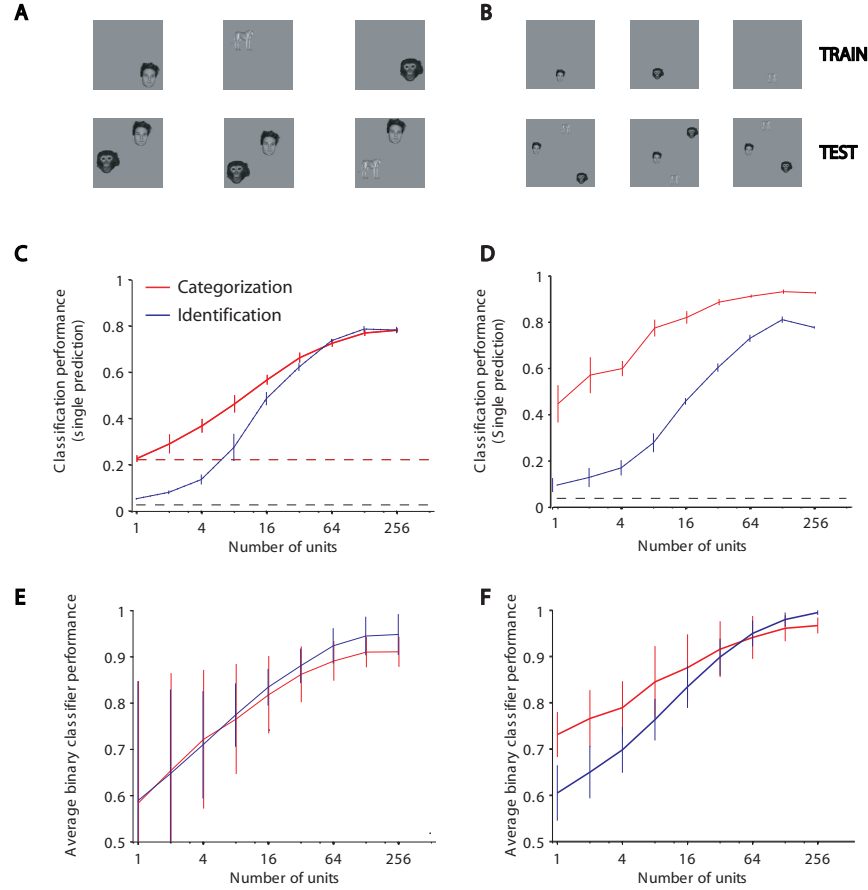 A
B
TRAIN
TEST
C
Classification performance
(single prediction)
1
0.8
0.6
0.4
0.2
0
Categorization
Identification
1
4
16
64
256
Number of units
D
Classification performance
(Single prediction)
1
0.8
0.6
0.4
0.2
0
1
4
16
64
256
Number of units
E
Average binary classifier performance
1
0.9
0.8
0.7
0.6
0.5
1
4
16
64
256
Number of units
F
Average binary classifier performance
1
0.9
0.8
0.7
0.6
0.5
1
4
16
64
256
Number of units